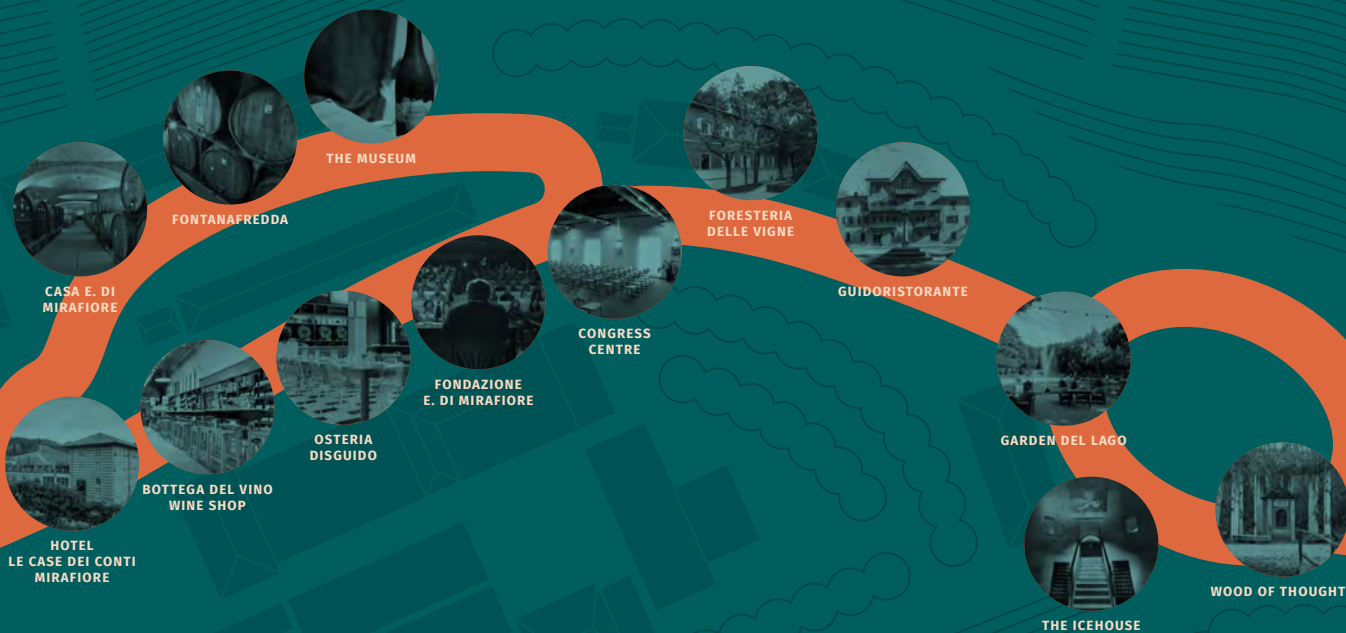 THE MUSEUM
FONTANAFREDDA
CASA E. DI
MIRAFIORE
FORESTERIA
DELLE VIGNE
GUIDORISTORANTE
CONGRESS
CENTRE
FONDAZIONE
E. DI MIRAFIORE
OSTERIA
DISGUIDO
BOTTEGA DEL VINO
WINE SHOP
HOTEL
LE CASE DEI CONTI
MIRAFIORE
GARDEN DEL LAGO
WOOD OF THOUGHT
THE ICEHOUSE